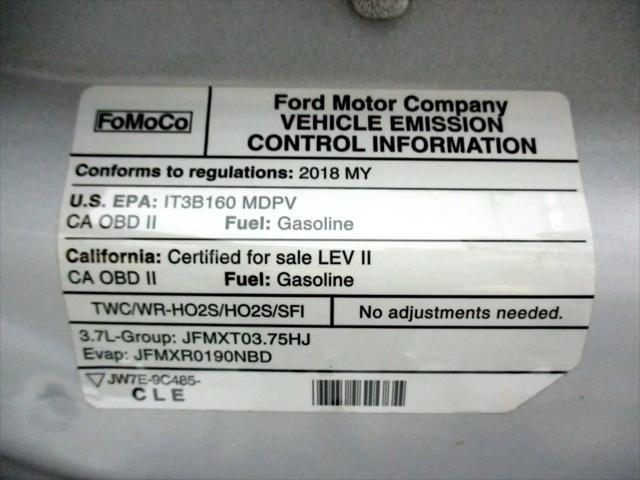 FoMoCo
Ford Motor Company
VEHICLE EMISSION
CONTROL INFORMATION
Conforms to regulations: 2018 MY
U.S. EPA: IT3B160 MDPV
CA OBD II Fuel: Gasoline
California: Certified for sale LEV II
CA OBD II Fuel: Gasoline
TWC/WR-HO2S/HO2S/SFI
No adjustments needed.
3.7L-Group: JFMXT03.75HJ
Evap: JFMXR0190NBD
JW7E-9C485-
CLE